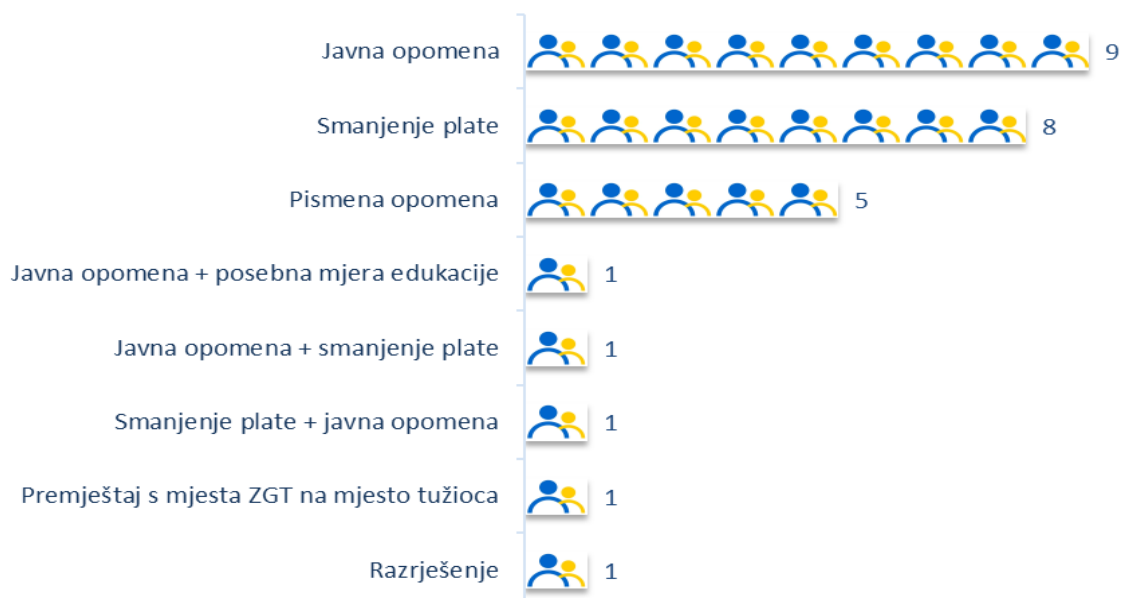 Javna opomena 9
Smanjenje plate 8
Pismena opomena 5
Javna opomena + posebna mjera edukacije 1
Javna opomena + smanjenje plate 1
Smanjenje plate + javna opomena 1
Premještaj s mjesta ZGT na mjesto tužioca 1
Razrješenje 1